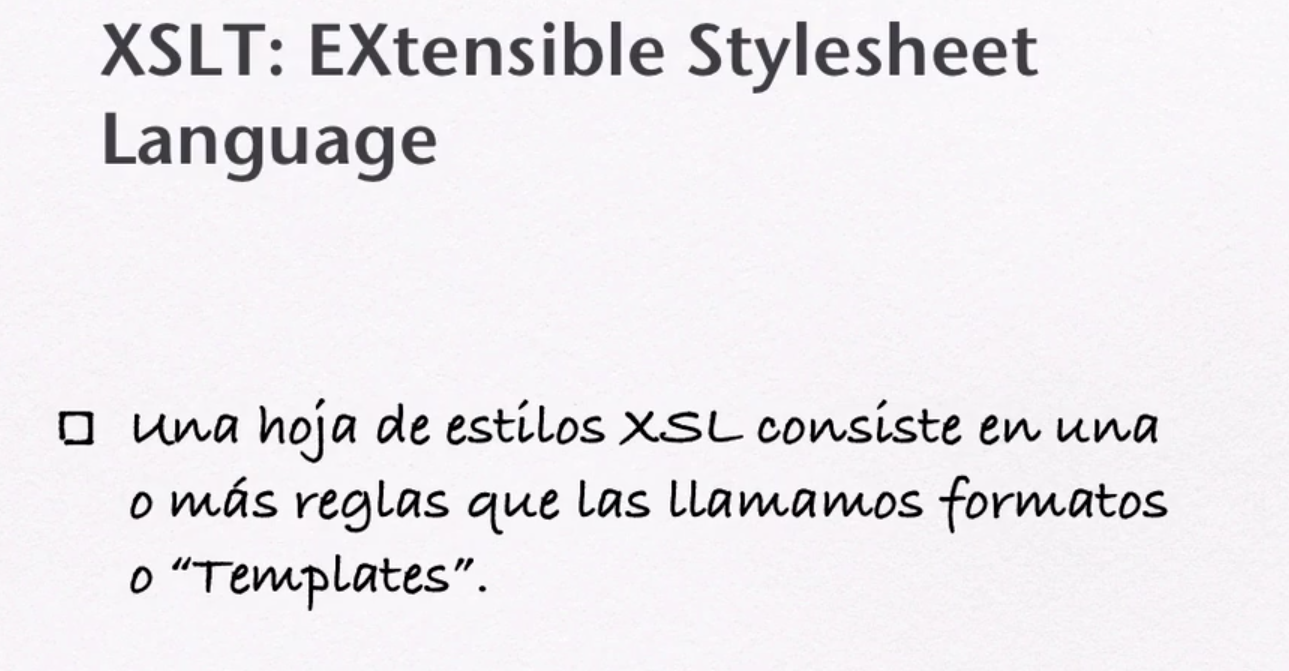 XSLT: EXtensible Stylesheet
Language
Una hoja de estilos XSL consiste en una
o más reglas que las llamamos formatos
o “Templates”.